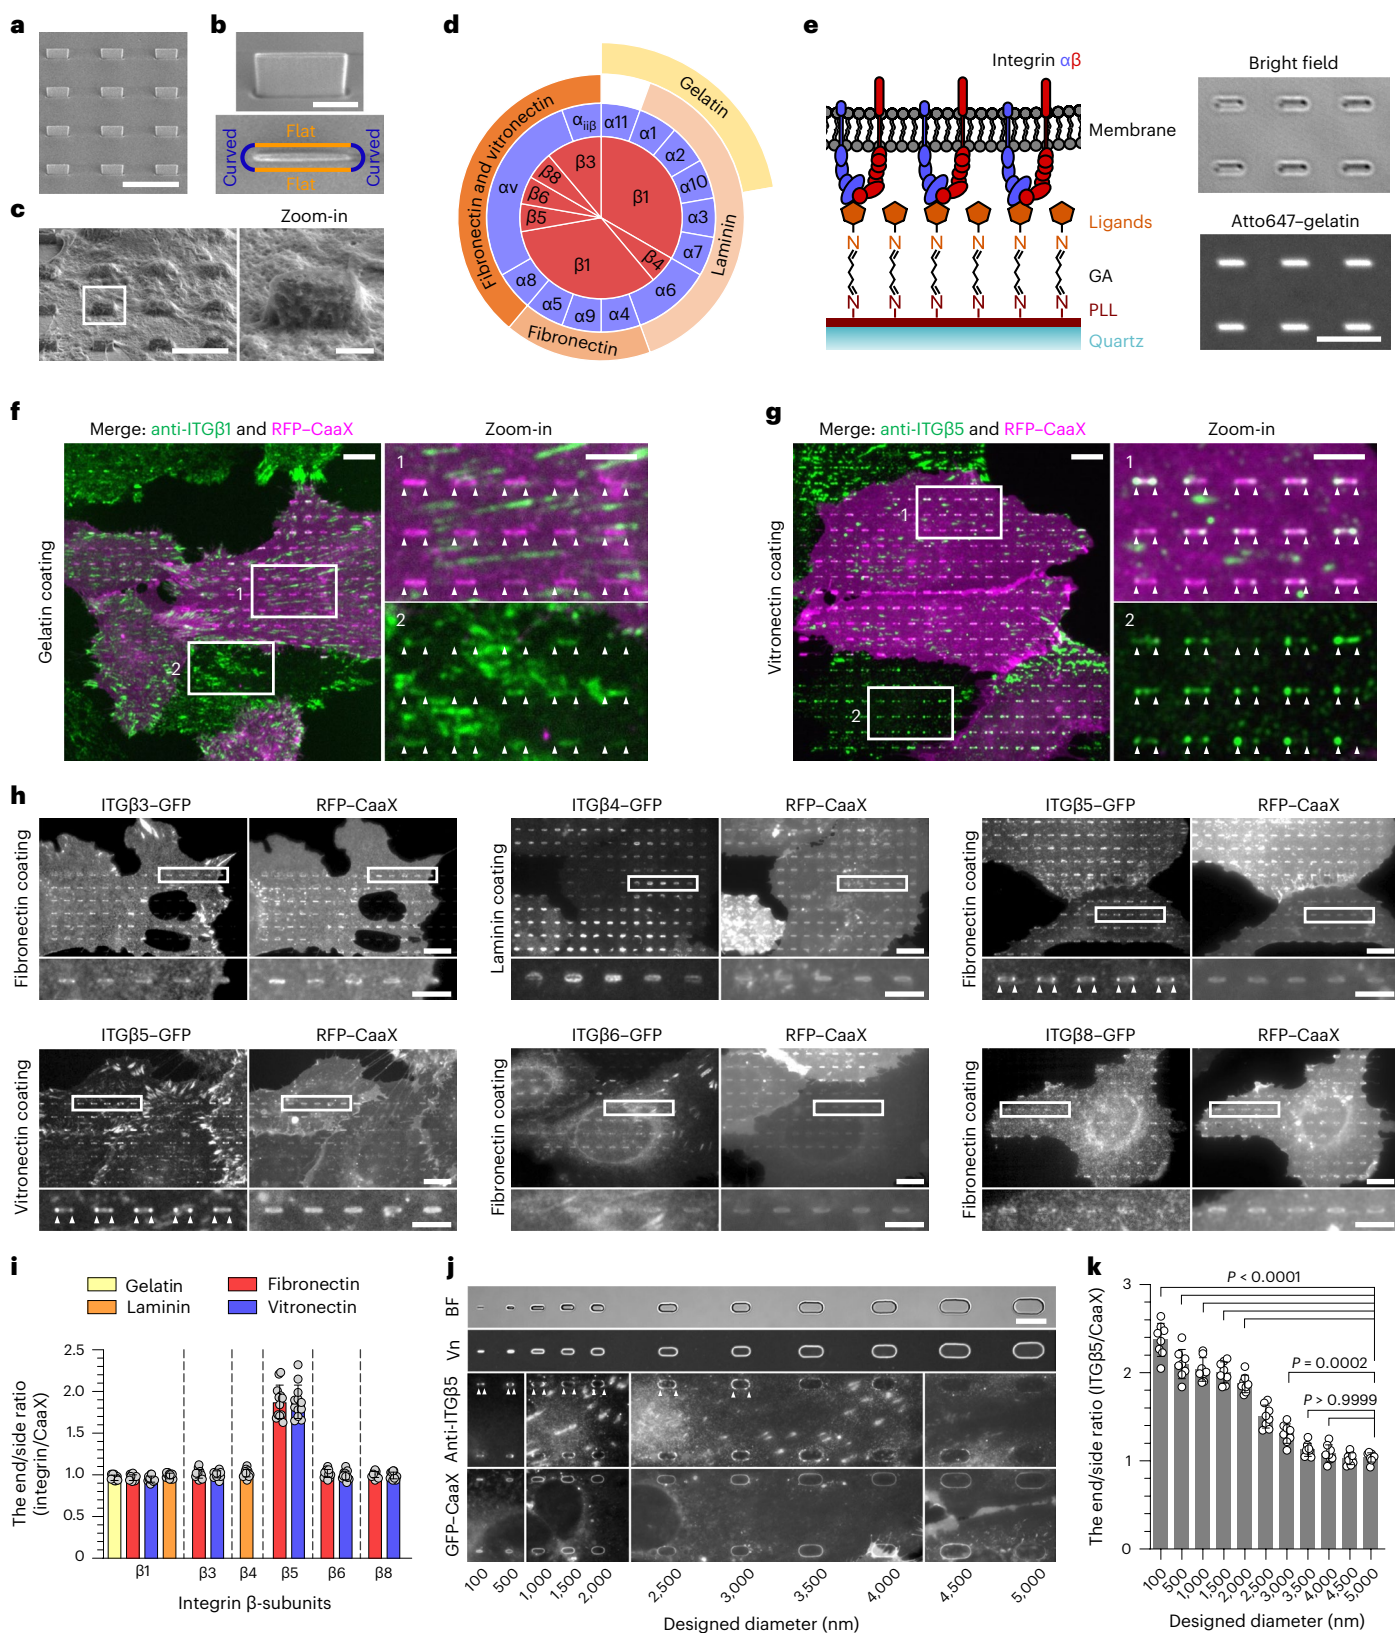 a
b
Flat
Curved
Curved
Flat
c
Zoom-in
d
Gelatin
Laminin
Fibronectin
Fibronectin and vitronectin
αiiβ
α11
α1
α2
α10
α3
α7
α6
α4
α9
α5
α8
αv
β3
β1
β4
β1
β5
β6
β8
e
Integrin αβ
Membrane
Ligands
N N N N N N
GA
N N N N N N
PLL
Quartz
Bright field
Atto647–gelatin
f
Merge: anti-ITGβ1 and RFP–CaaX
Zoom-in
Gelatin coating
1
2
1
2
g
Merge: anti-ITGβ5 and RFP–CaaX
Zoom-in
Vitronectin coating
1
2
1
2
h
ITGβ3–GFP
RFP–CaaX
Fibronectin coating
ITGβ4–GFP
RFP–CaaX
Laminin coating
ITGβ5–GFP
RFP–CaaX
Fibronectin coating
ITGβ5–GFP
RFP–CaaX
Vitronectin coating
ITGβ6–GFP
RFP–CaaX
Fibronectin coating
ITGβ8–GFP
RFP–CaaX
Fibronectin coating
i
Gelatin
Fibronectin
Laminin
Vitronectin
The end/side ratio
(integrin/CaaX)
2.5
2.0
1.5
1.0
0.5
0
β1 β3 β4 β5 β6 β8
Integrin β-subunits
j
BF
Vn
Anti-ITGβ5
GFP–CaaX
100 500 1,000 1,500 2,000 2,500 3,000 3,500 4,000 4,500 5,000
Designed diameter (nm)
k
The end/side ratio (ITGβ5/CaaX)
3
2
1
0
P < 0.0001
P = 0.0002
P > 0.9999
100 500 1,000 1,500 2,000 2,500 3,000 3,500 4,000 4,500 5,000
Designed diameter (nm)